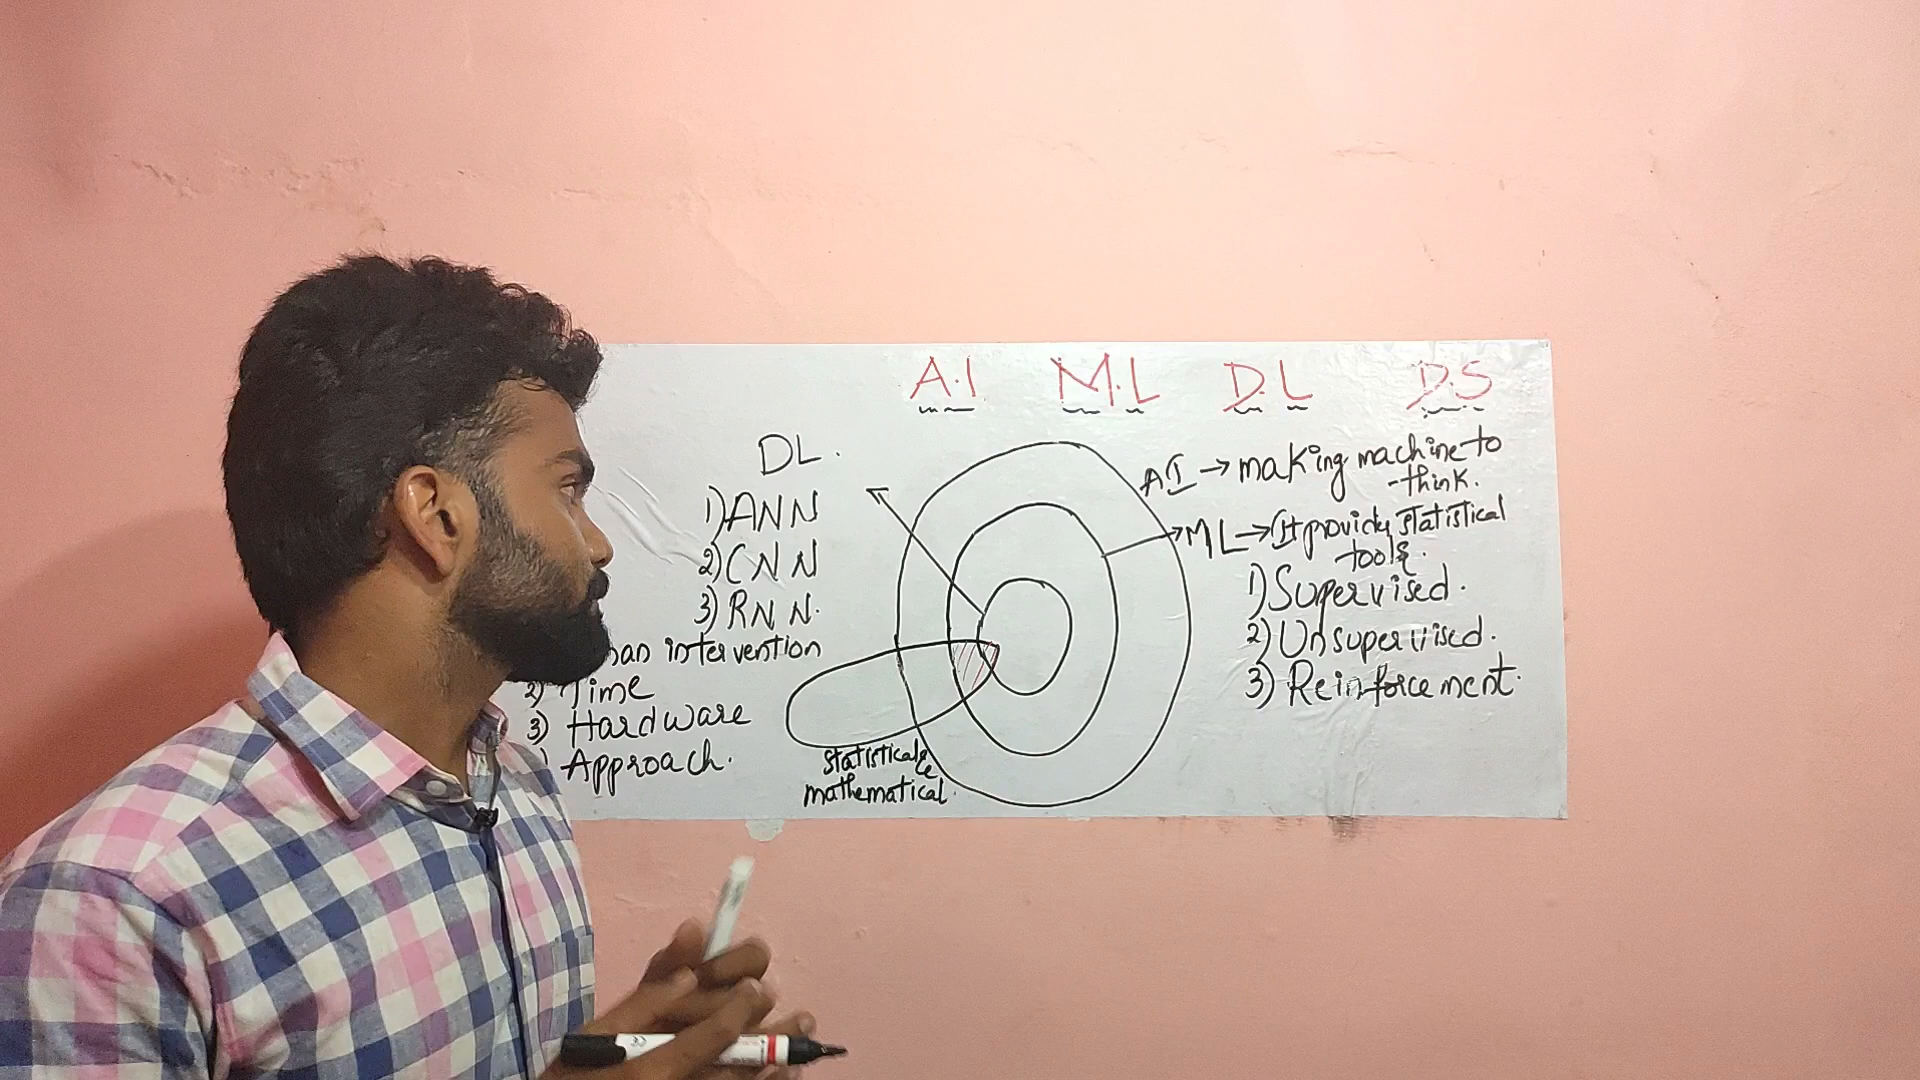 A.I M.L D.L D.S
DL.
1) ANN
2) CNN
3) RNN.
intervention
2) Time
3) Hardware
) Approach.
statistical &
mathematical.
AI → making machine to
-think.
→ ML → It provides statistical
tools.
1) Supervised.
2) Unsupervised.
3) Reinforcement.